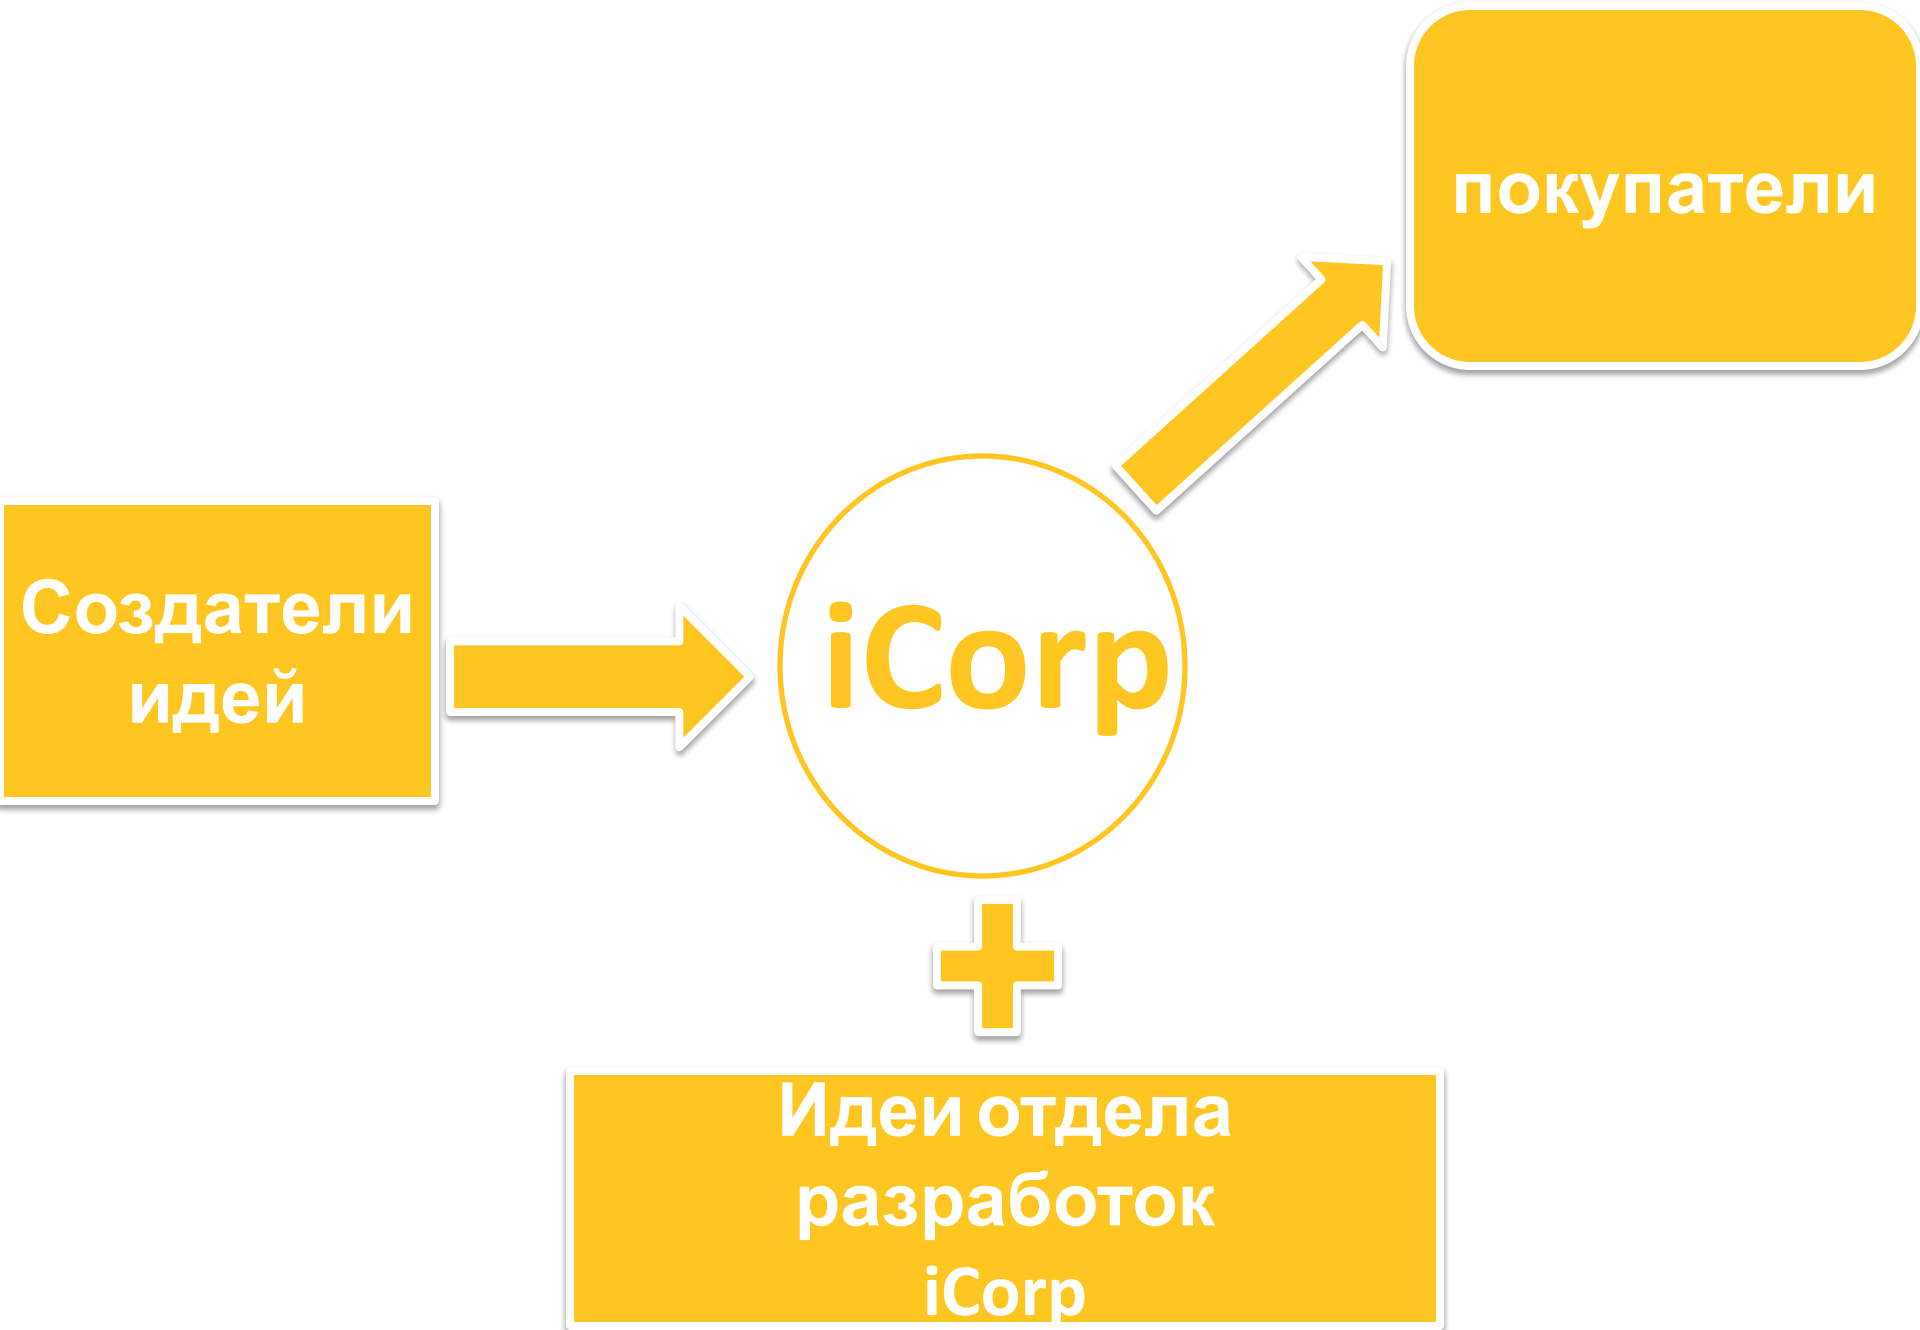 покупатели
Создатели
идей
iCorp
Идеи отдела
разработок
iCorp